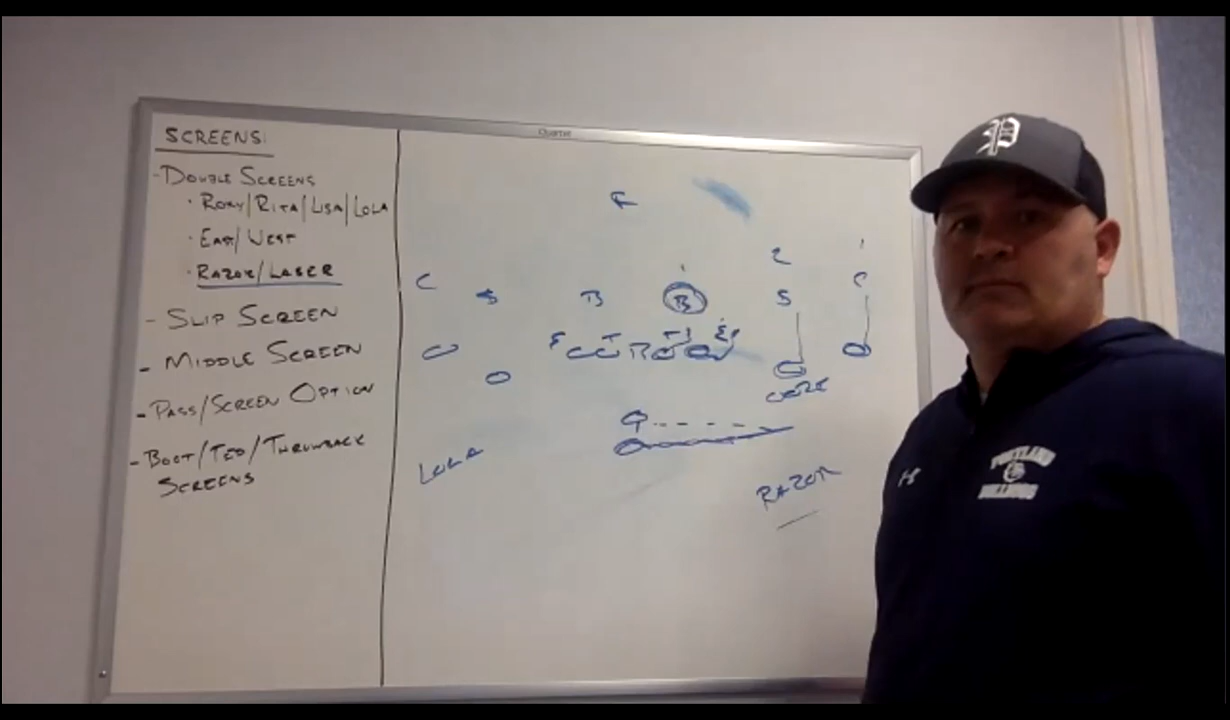 Quartet
SCREENS:
- DOUBLE SCREENS
· ROXY/RITA/LISA/LOLA
· EAST/WEST
· RAZOR/LASER
- SLIP SCREEN
- MIDDLE SCREEN
- PASS/SCREEN OPTION
- BOOT/TED/THROWBACK
SCREENS
F
C S B B S C
E T T E
LOLA
RAZOR
P
PORTLAND
BULLDOGS